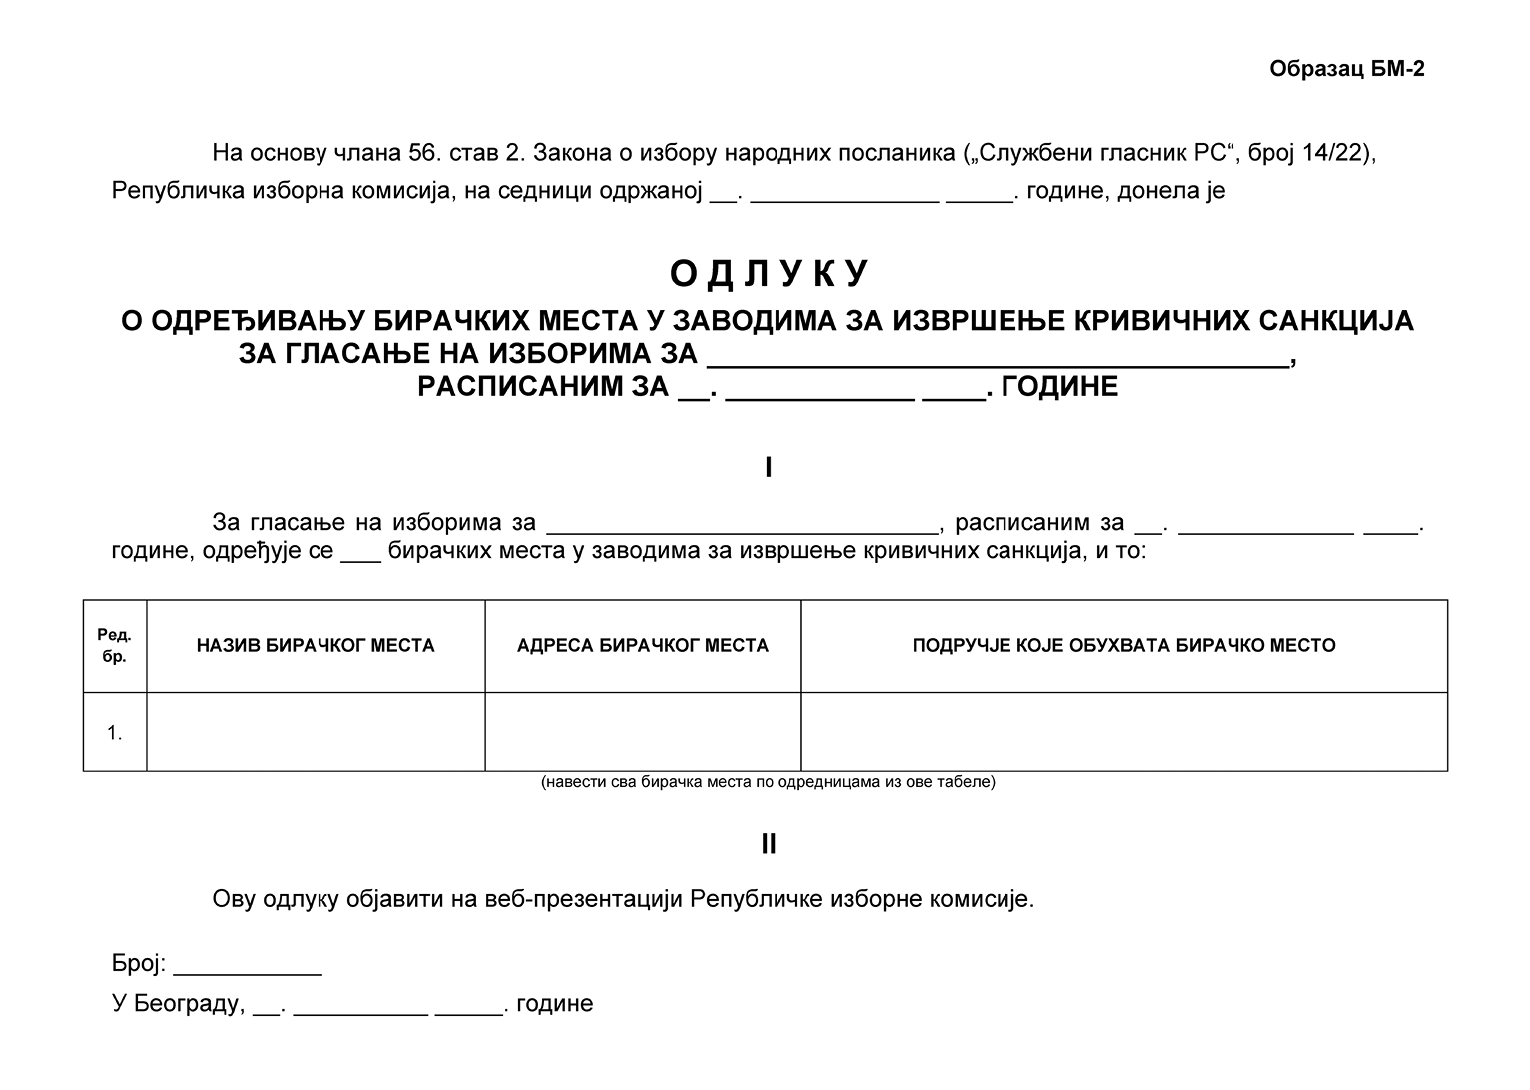 Образац БМ-2
На основу члана 56. став 2. Закона о избору народних посланика („Службени гласник РС“, број 14/22),
Републичка изборна комисија, на седници одржаној __. ______________ _____. године, донела је
О Д Л У К У
О ОДРЕЂИВАЊУ БИРАЧКИХ МЕСТА У ЗАВОДИМА ЗА ИЗВРШЕЊЕ КРИВИЧНИХ САНКЦИЈА
ЗА ГЛАСАЊЕ НА ИЗБОРИМА ЗА _____________________________________,
РАСПИСАНИМ ЗА __. ____________ ____. ГОДИНЕ
I
За гласање на изборима за _____________________________, расписаним за __. _____________ ____.
године, одређује се ___ бирачких места у заводима за извршење кривичних санкција, и то:
Ред. бр.
НАЗИВ БИРАЧКОГ МЕСТА
АДРЕСА БИРАЧКОГ МЕСТА
ПОДРУЧЈЕ КОЈЕ ОБУХВАТА БИРАЧКО МЕСТО
1.
(навести сва бирачка места по одредницама из ове табеле)
II
Ову одлуку објавити на веб-презентацији Републичке изборне комисије.
Број: ___________
У Београду, __. __________ _____. године